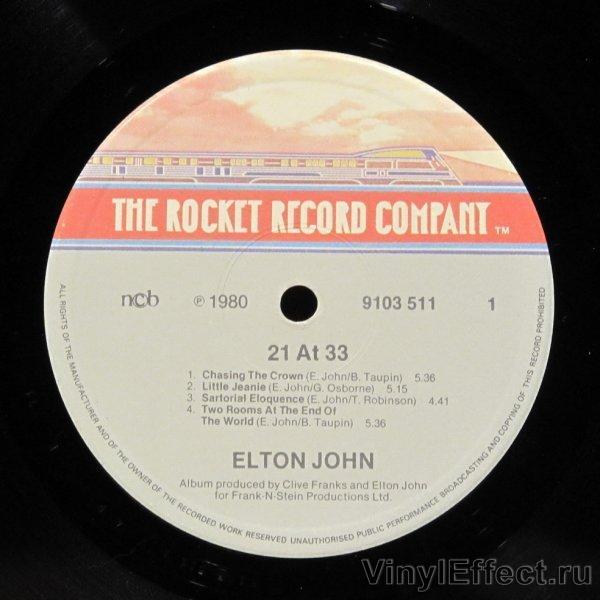 THE ROCKET RECORD COMPANY TM
ncb ℗ 1980 9103 511 1
21 At 33
1. Chasing The Crown (E. John/B. Taupin) 5.36
2. Little Jeanie (E. John/G. Osborne) 5.15
3. Sartorial Eloquence (E. John/T. Robinson) 4.41
4. Two Rooms At The End Of
The World (E. John/B. Taupin) 5.36
ELTON JOHN
Album produced by Clive Franks and Elton John
for Frank-N-Stein Productions Ltd.
ALL RIGHTS OF THE MANUFACTURER AND OF THE OWNER OF THE RECORDED WORK RESERVED UNAUTHORISED PUBLIC PERFORMANCE BROADCASTING AND COPYING OF THIS RECORD PROHIBITED
VinylEffect.ru